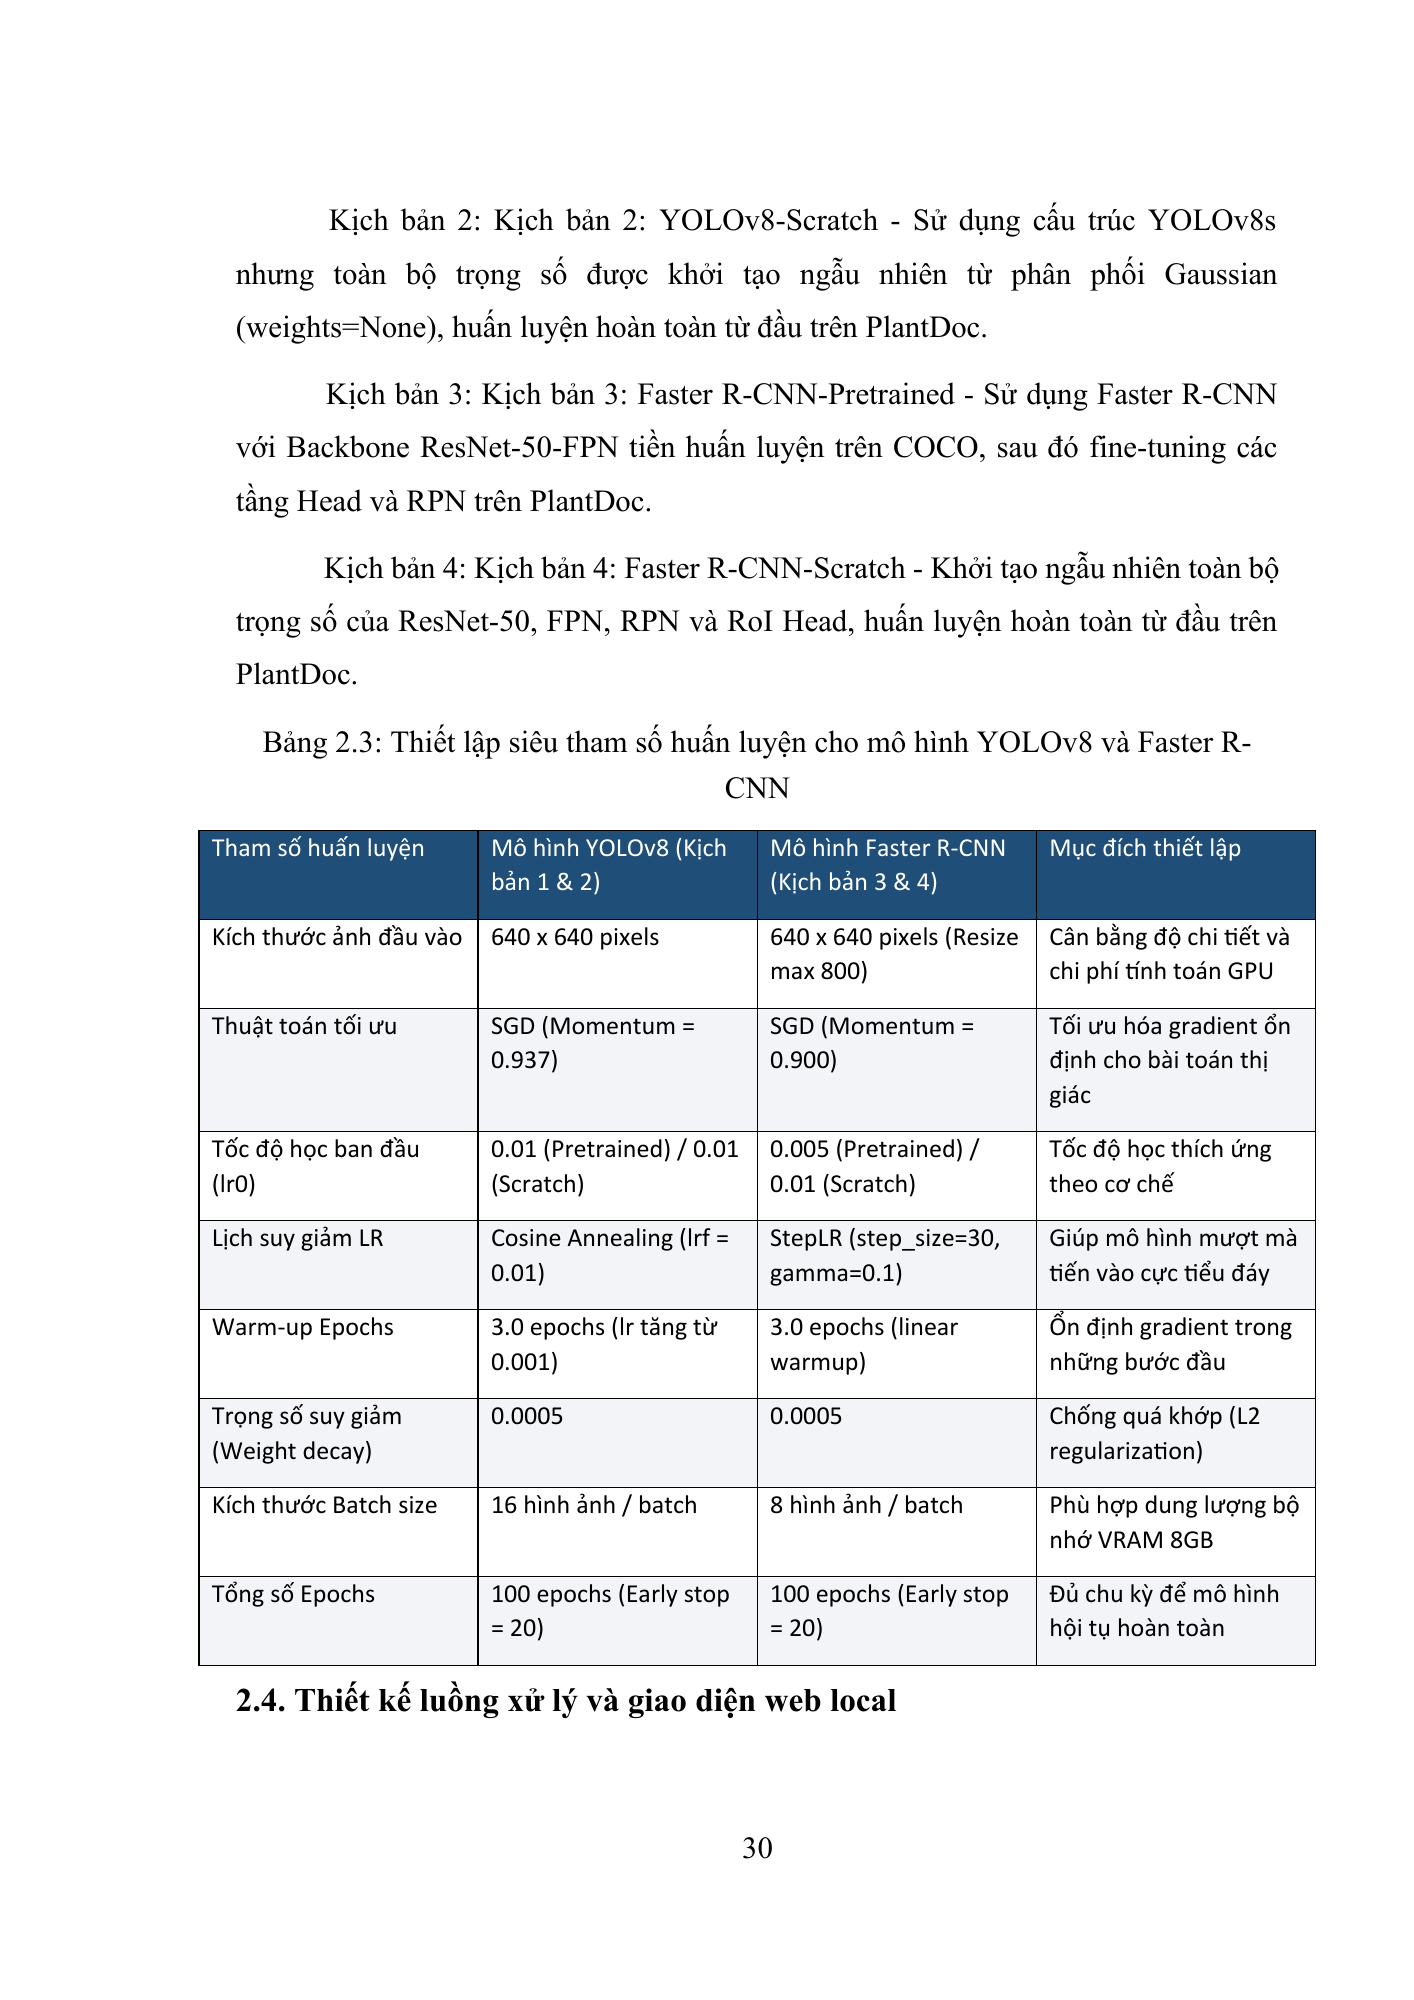 Kịch bản 2: Kịch bản 2: YOLOv8-Scratch - Sử dụng cấu trúc YOLOv8s
nhưng toàn bộ trọng số được khởi tạo ngẫu nhiên từ phân phối Gaussian
(weights=None), huấn luyện hoàn toàn từ đầu trên PlantDoc.
Kịch bản 3: Kịch bản 3: Faster R-CNN-Pretrained - Sử dụng Faster R-CNN
với Backbone ResNet-50-FPN tiền huấn luyện trên COCO, sau đó fine-tuning các
tầng Head và RPN trên PlantDoc.
Kịch bản 4: Kịch bản 4: Faster R-CNN-Scratch - Khởi tạo ngẫu nhiên toàn bộ
trọng số của ResNet-50, FPN, RPN và RoI Head, huấn luyện hoàn toàn từ đầu trên
PlantDoc.
Bảng 2.3: Thiết lập siêu tham số huấn luyện cho mô hình YOLOv8 và Faster R-
CNN
Tham số huấn luyện
Mô hình YOLOv8 (Kịch
bản 1 & 2)
Mô hình Faster R-CNN
(Kịch bản 3 & 4)
Mục đích thiết lập
Kích thước ảnh đầu vào
640 x 640 pixels
640 x 640 pixels (Resize
max 800)
Cân bằng độ chi tiết và
chi phí tính toán GPU
Thuật toán tối ưu
SGD (Momentum =
0.937)
SGD (Momentum =
0.900)
Tối ưu hóa gradient ổn
định cho bài toán thị
giác
Tốc độ học ban đầu
(lr0)
0.01 (Pretrained) / 0.01
(Scratch)
0.005 (Pretrained) /
0.01 (Scratch)
Tốc độ học thích ứng
theo cơ chế
Lịch suy giảm LR
Cosine Annealing (lrf =
0.01)
StepLR (step_size=30,
gamma=0.1)
Giúp mô hình mượt mà
tiến vào cực tiểu đáy
Warm-up Epochs
3.0 epochs (lr tăng từ
0.001)
3.0 epochs (linear
warmup)
Ổn định gradient trong
những bước đầu
Trọng số suy giảm
(Weight decay)
0.0005
0.0005
Chống quá khớp (L2
regularization)
Kích thước Batch size
16 hình ảnh / batch
8 hình ảnh / batch
Phù hợp dung lượng bộ
nhớ VRAM 8GB
Tổng số Epochs
100 epochs (Early stop
= 20)
100 epochs (Early stop
= 20)
Đủ chu kỳ để mô hình
hội tụ hoàn toàn
2.4. Thiết kế luồng xử lý và giao diện web local
30